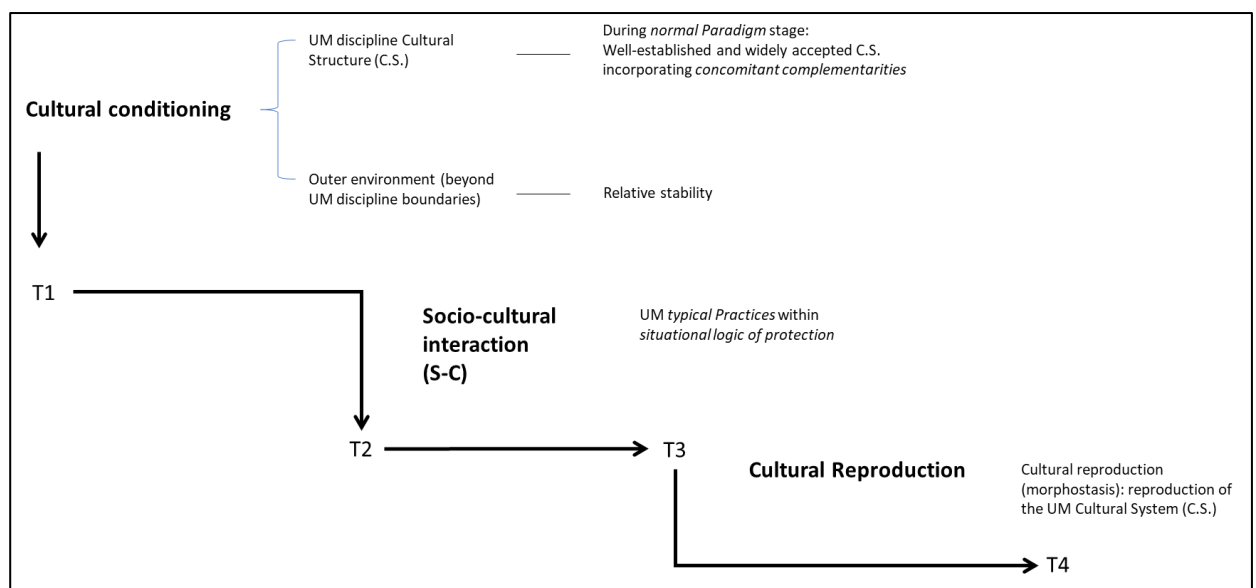 UM discipline Cultural
Structure (C.S.)
During normal Paradigm stage:
Well-established and widely accepted C.S.
incorporating concomitant complementarities
Cultural conditioning
Outer environment (beyond
UM discipline boundaries)
Relative stability
T1
Socio-cultural
interaction
(S-C)
UM typical Practices within
situational logic of protection
T2
T3
Cultural Reproduction
Cultural reproduction
(morphostasis): reproduction of
the UM Cultural System (C.S.)
T4